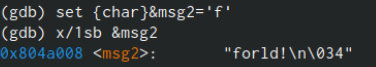 (gdb) set {char}&msg2='f'
(gdb) x/1sb &msg2
0x804a008 <msg2>:        "forld!\n\034"